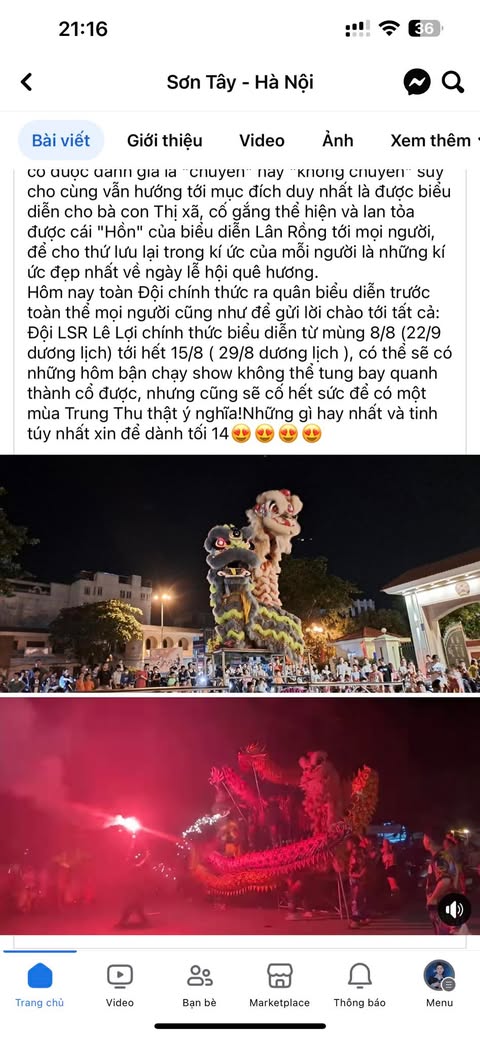 21:16
36
Sơn Tây - Hà Nội
Bài viết
Giới thiệu
Video
Ảnh
Xem thêm
có được đánh giá là "chuyên" hay "không chuyên" suy
cho cùng vẫn hướng tới mục đích duy nhất là được biểu
diễn cho bà con Thị xã, cố gắng thể hiện và lan tỏa
được cái "Hồn" của biểu diễn Lân Rồng tới mọi người,
để cho thứ lưu lại trong kí ức của mỗi người là những kí
ức đẹp nhất về ngày lễ hội quê hương.
Hôm nay toàn Đội chính thức ra quân biểu diễn trước
toàn thể mọi người cũng như để gửi lời chào tới tất cả:
Đội LSR Lê Lợi chính thức biểu diễn từ mùng 8/8 (22/9
dương lịch) tới hết 15/8 ( 29/8 dương lịch ), có thể sẽ có
những hôm bận chạy show không thể tung bay quanh
thành cổ được, nhưng cũng sẽ cố hết sức để có một
mùa Trung Thu thật ý nghĩa!Những gì hay nhất và tinh
túy nhất xin để dành tối 14😍😍😍😍
Trang chủ
Video
Bạn bè
Marketplace
Thông báo
Menu